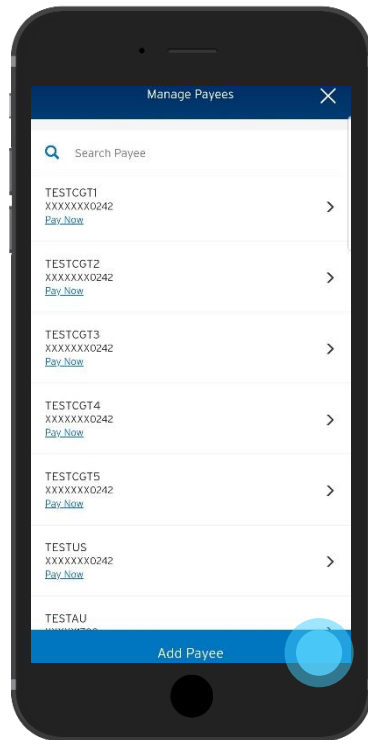 Manage Payees
Search Payee
TESTCGT1
XXXXXXX0242
Pay Now
TESTCGT2
XXXXXXX0242
Pay Now
TESTCGT3
XXXXXXX0242
Pay Now
TESTCGT4
XXXXXXX0242
Pay Now
TESTCGT5
XXXXXXX0242
Pay Now
TESTUS
XXXXXXX0242
Pay Now
TESTAU
Add Payee